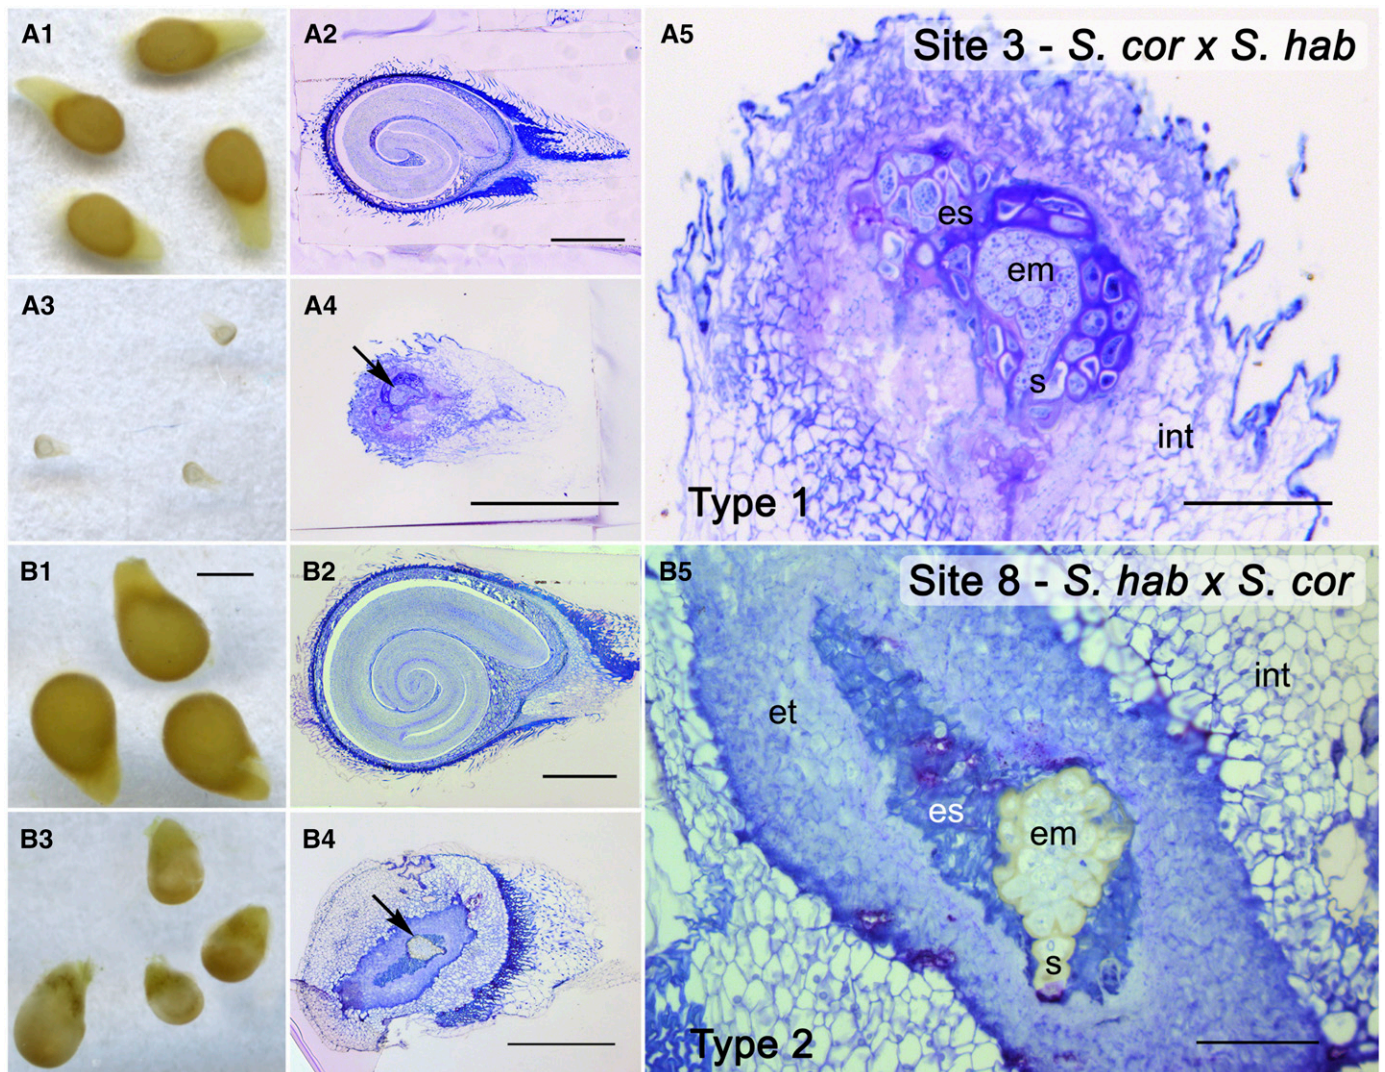 A1
A2
A5
Site 3 - S. cor x S. hab
es
em
s
int
Type 1
A3
A4
B1
B2
B5
Site 8 - S. hab x S. cor
int
et
es
em
s
Type 2
B3
B4